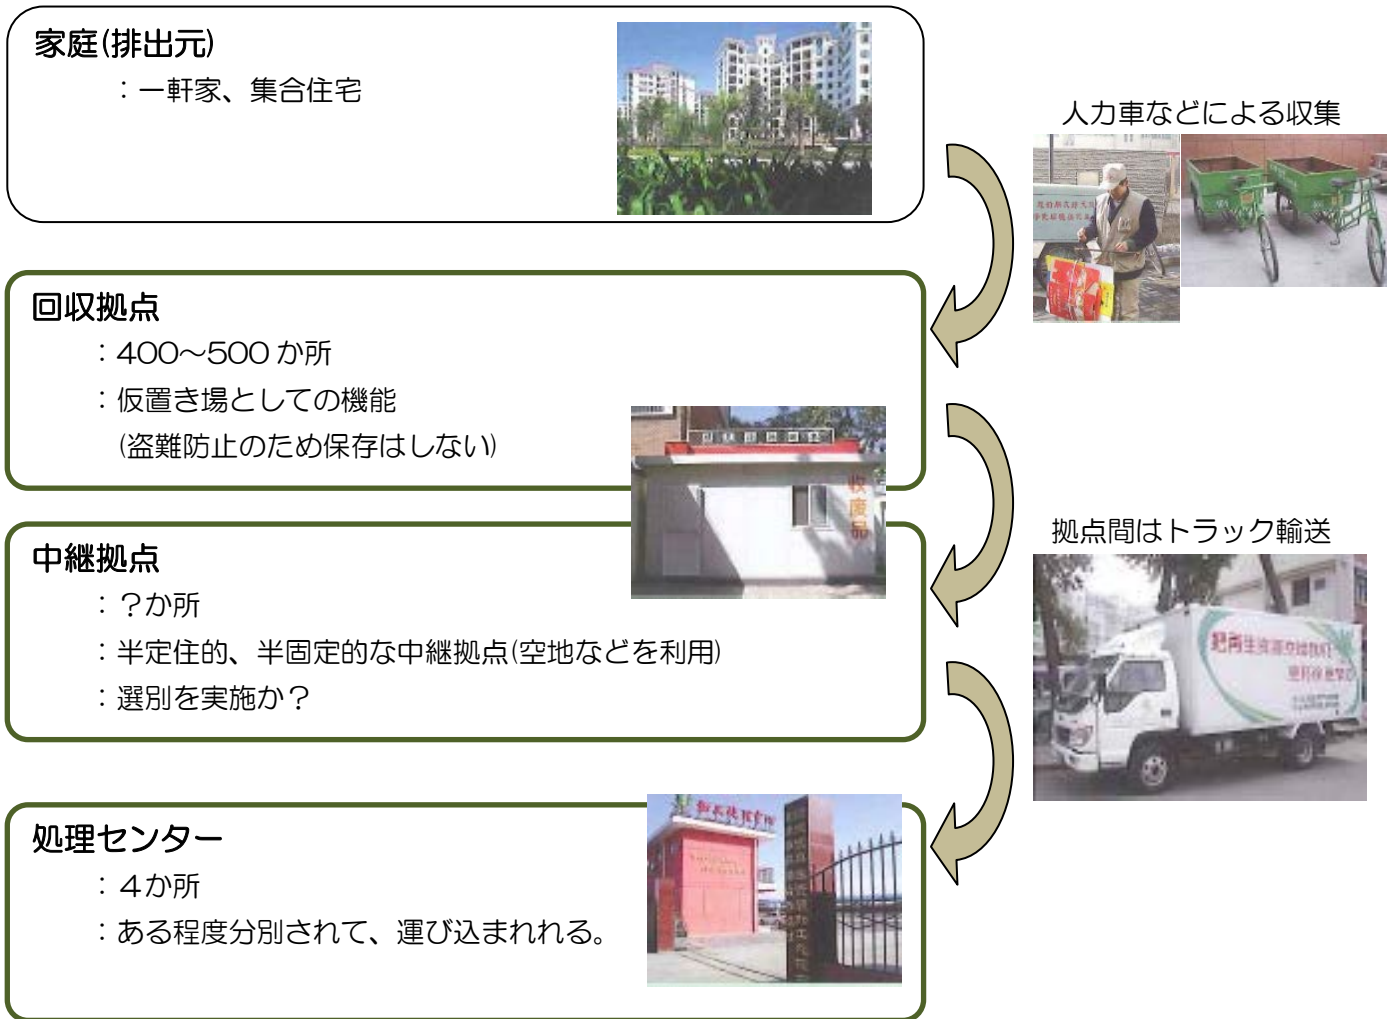 家庭(排出元)
：一軒家、集合住宅
人力車などによる収集
回収拠点
：400～500か所
：仮置き場としての機能
(盗難防止のため保存はしない)
收废品
中継拠点
：？か所
：半定住的、半固定的な中継拠点(空地などを利用)
：選別を実施か？
拠点間はトラック輸送
処理センター
：４か所
：ある程度分別されて、運び込まれれる。